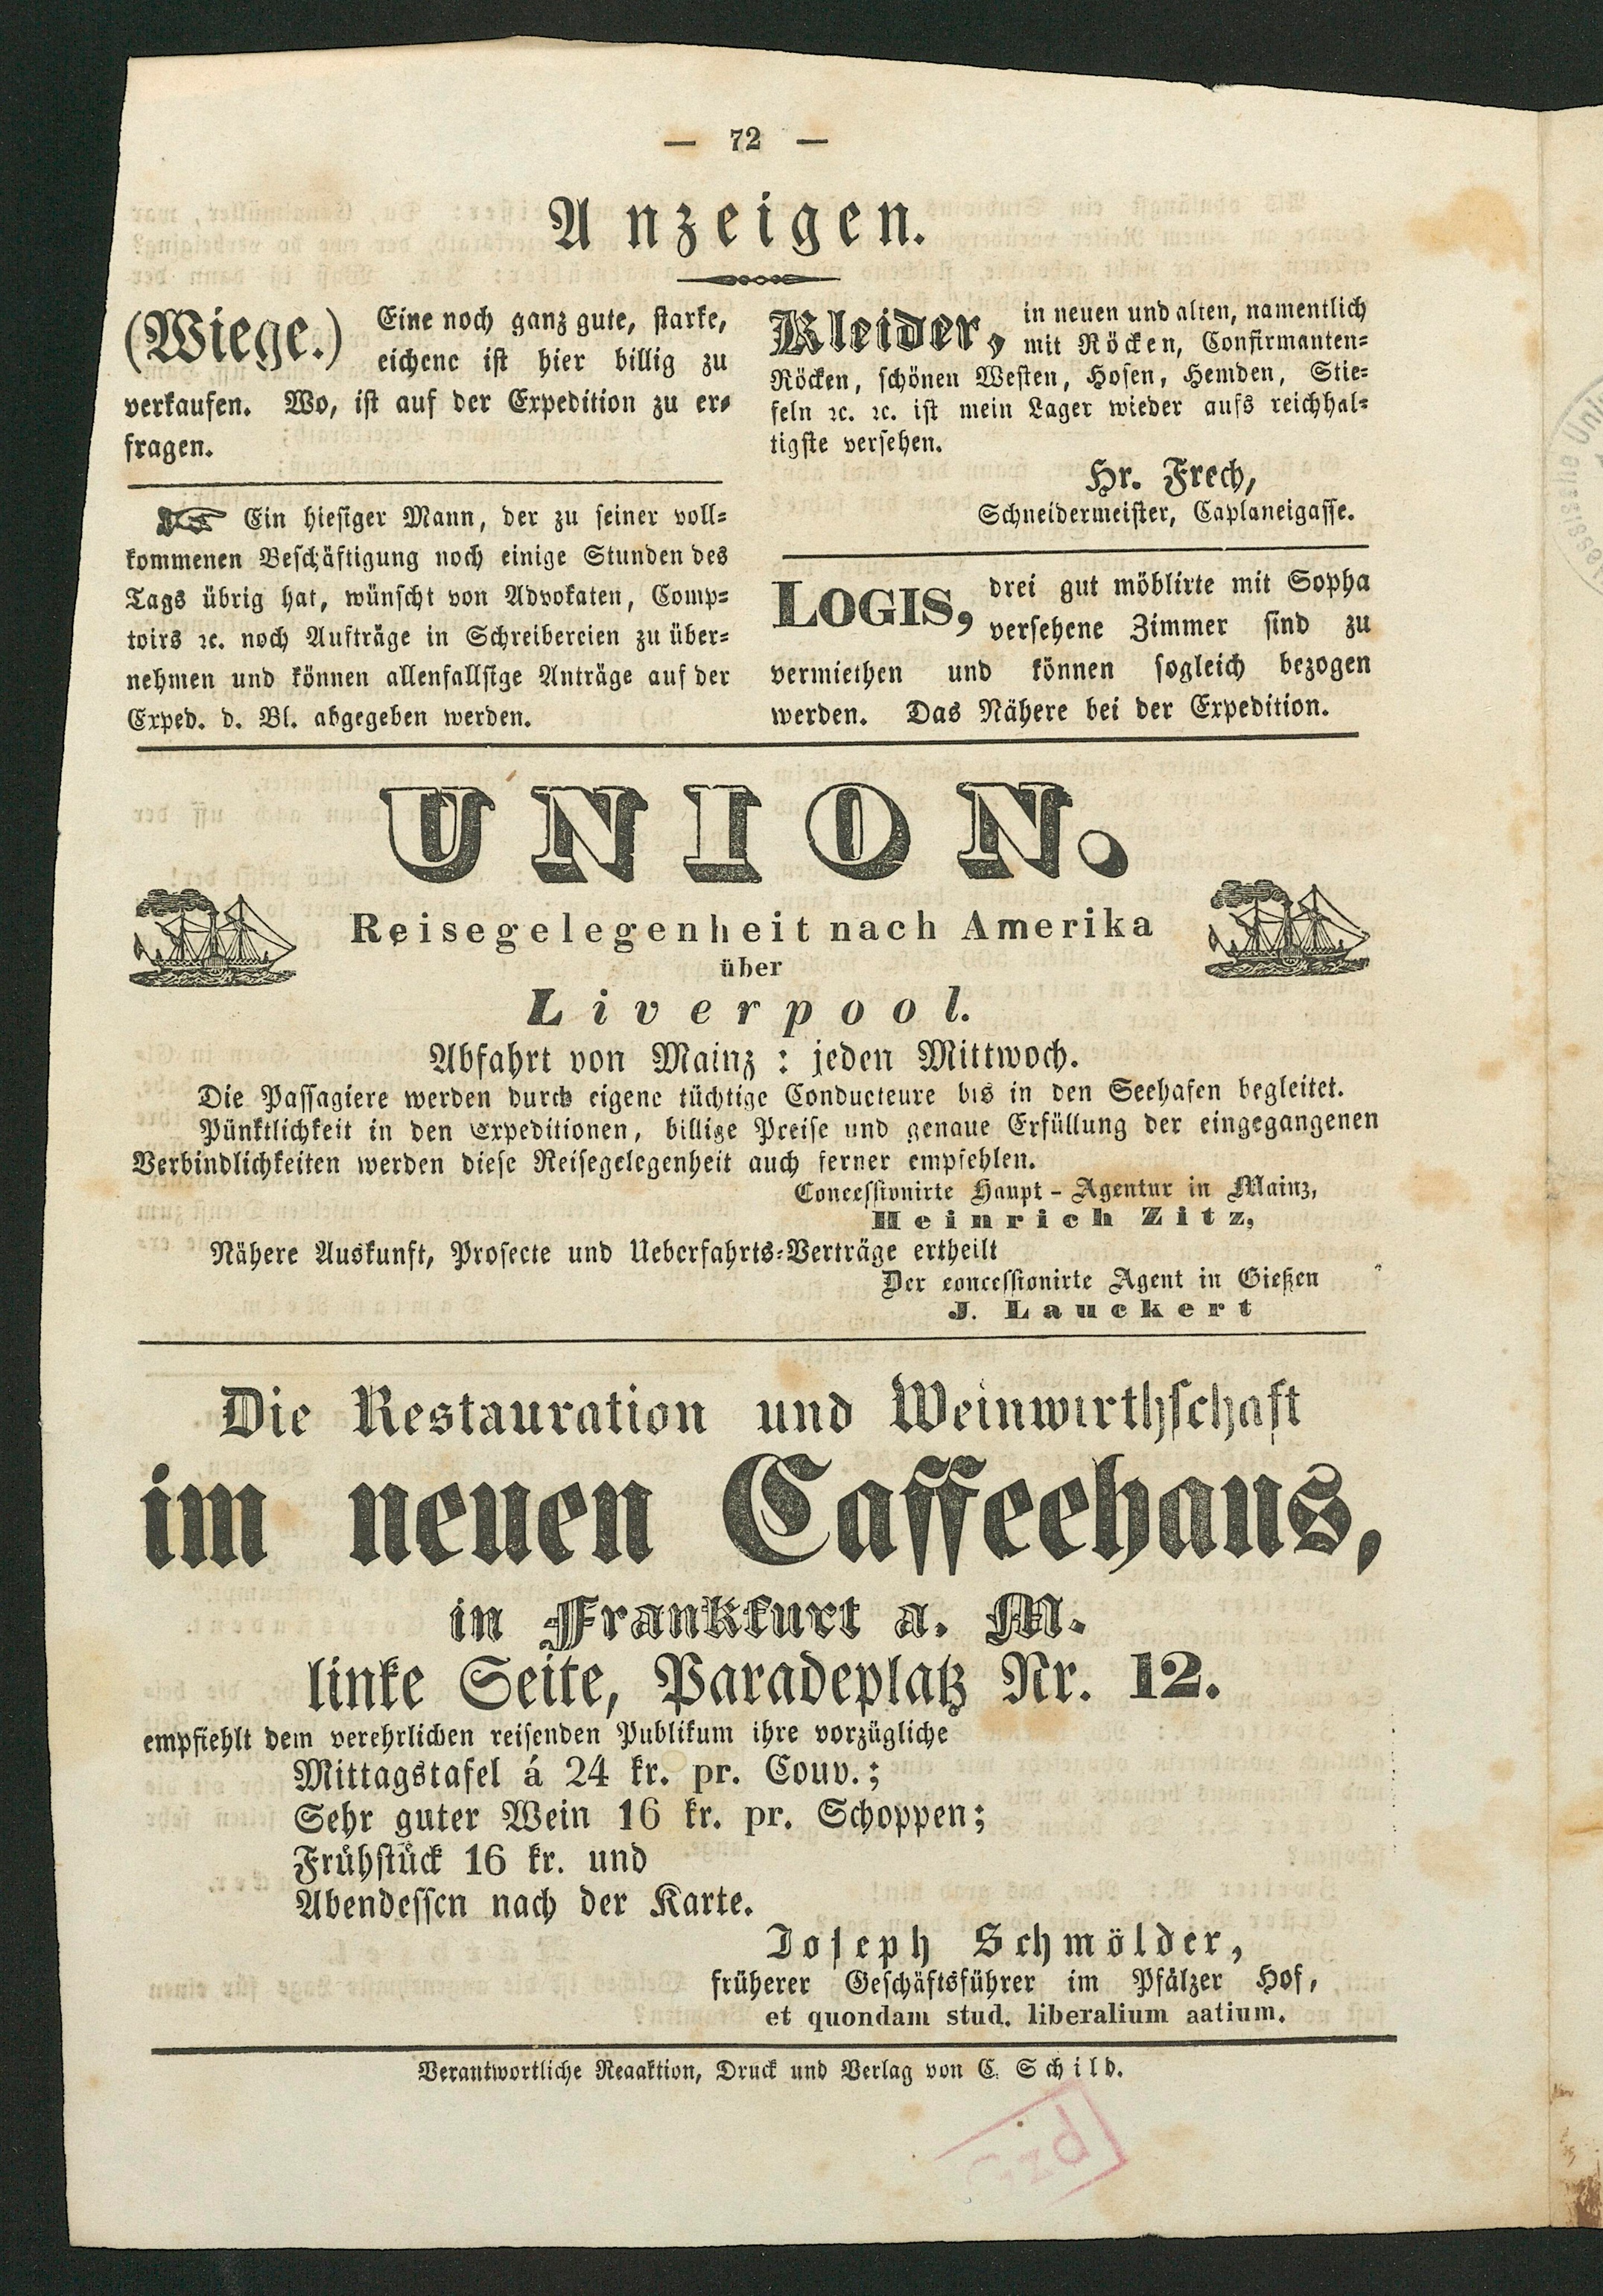 — 72 —
Anzeigen.
(Wiege.) Eine noch ganz gute, starke,
eichene ist hier billig zu
verkaufen. Wo, ist auf der Expedition zu er=
fragen.
☞ Ein hiesiger Mann, der zu seiner voll=
kommenen Beschäftigung noch einige Stunden des
Tags übrig hat, wünscht von Advokaten, Comp=
toirs ꝛc. noch Aufträge in Schreibereien zu über=
nehmen und können allenfallsige Anträge auf der
Exped. d. Bl. abgegeben werden.
Kleider, in neuen und alten, namentlich
mit Röcken, Confirmanten=
Röcken, schönen Westen, Hosen, Hemden, Stie=
feln ꝛc. ꝛc. ist mein Lager wieder aufs reichhal=
tigste versehen.
Hr. Frech,
Schneidermeister, Caplaneigasse.
LOGIS, drei gut möblirte mit Sopha
versehene Zimmer sind zu
vermiethen und können sogleich bezogen
werden. Das Nähere bei der Expedition.
UNION.
Reisegelegenheit nach Amerika
über
Liverpool.
Abfahrt von Mainz : jeden Mittwoch.
Die Passagiere werden durch eigene tüchtige Conducteure bis in den Seehafen begleitet.
Pünktlichkeit in den Expeditionen, billige Preise und genaue Erfüllung der eingegangenen
Verbindlichkeiten werden diese Reisegelegenheit auch ferner empfehlen.
Concessionirte Haupt - Agentur in Mainz,
Heinrich Zitz,
Nähere Auskunft, Prosecte und Ueberfahrts=Verträge ertheilt
Der concessionirte Agent in Gießen
J. Lauckert
Die Restauration und Weinwirthschaft
im neuen Caffeehaus,
in Frankfurt a. M.
linke Seite, Paradeplatz Nr. 12.
empfiehlt dem verehrlichen reisenden Publikum ihre vorzügliche
Mittagstafel á 24 kr. pr. Couv.;
Sehr guter Wein 16 kr. pr. Schoppen;
Frühstück 16 kr. und
Abendessen nach der Karte.
Joseph Schmölder,
früherer Geschäftsführer im Pfälzer Hof,
et quondam stud. liberalium aatium.
Verantwortliche Reaaktion, Druck und Verlag von C. Schild.